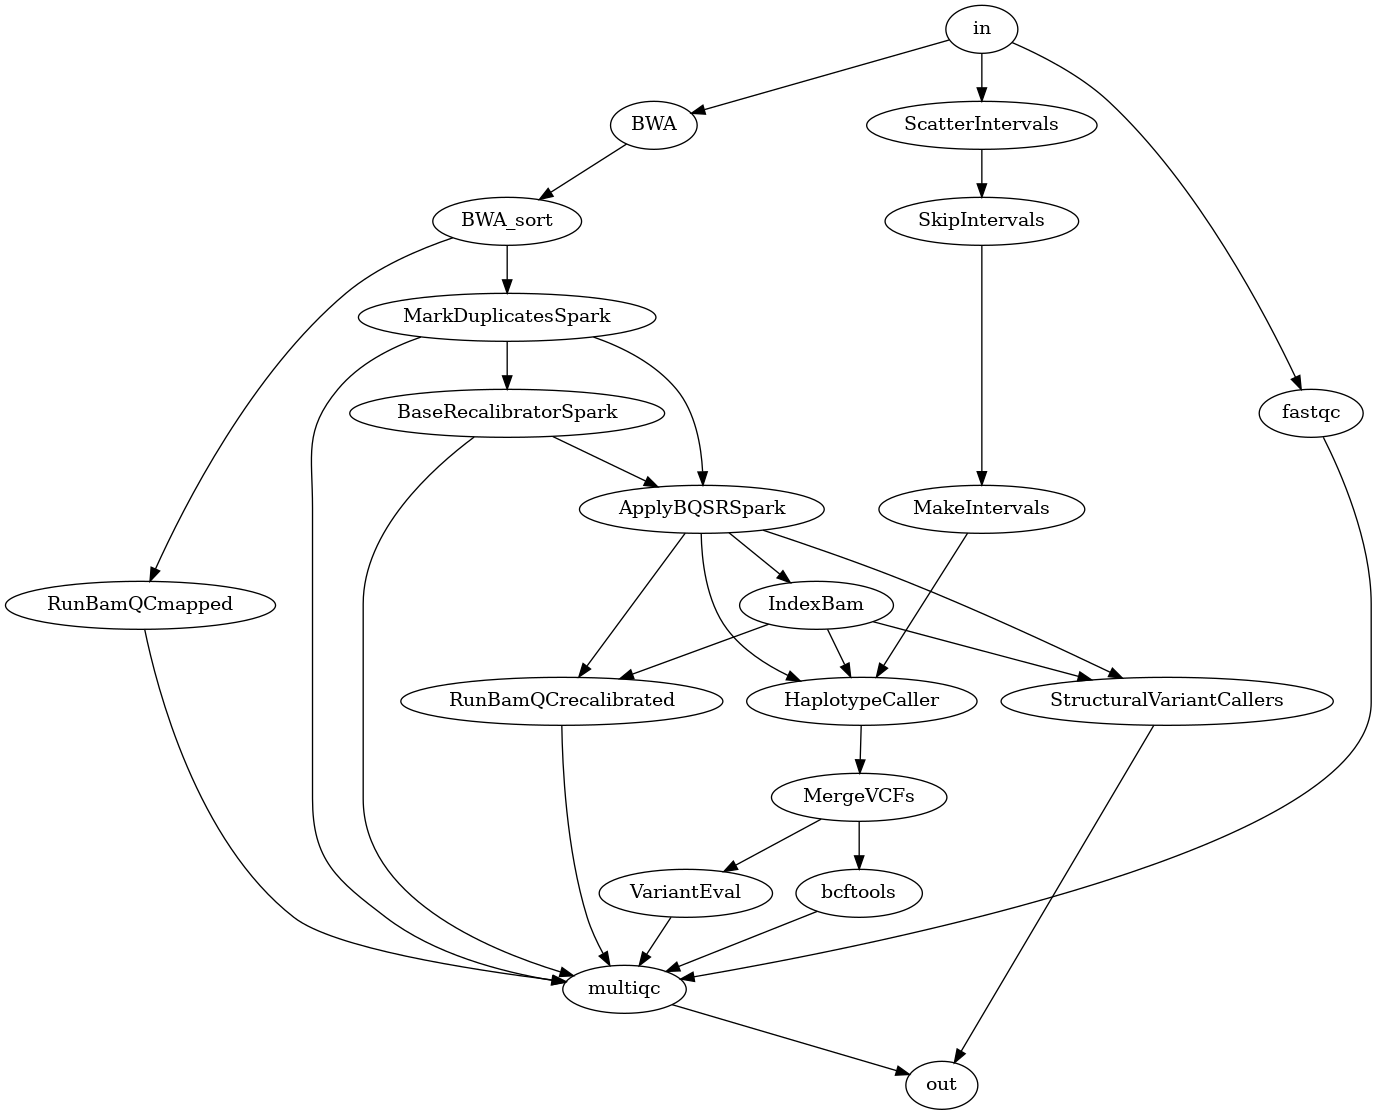 in
BWA
ScatterIntervals
BWA_sort
SkipIntervals
MarkDuplicatesSpark
BaseRecalibratorSpark
fastqc
ApplyBQSRSpark
MakeIntervals
RunBamQCmapped
IndexBam
RunBamQCrecalibrated
HaplotypeCaller
StructuralVariantCallers
MergeVCFs
VariantEval
bcftools
multiqc
out